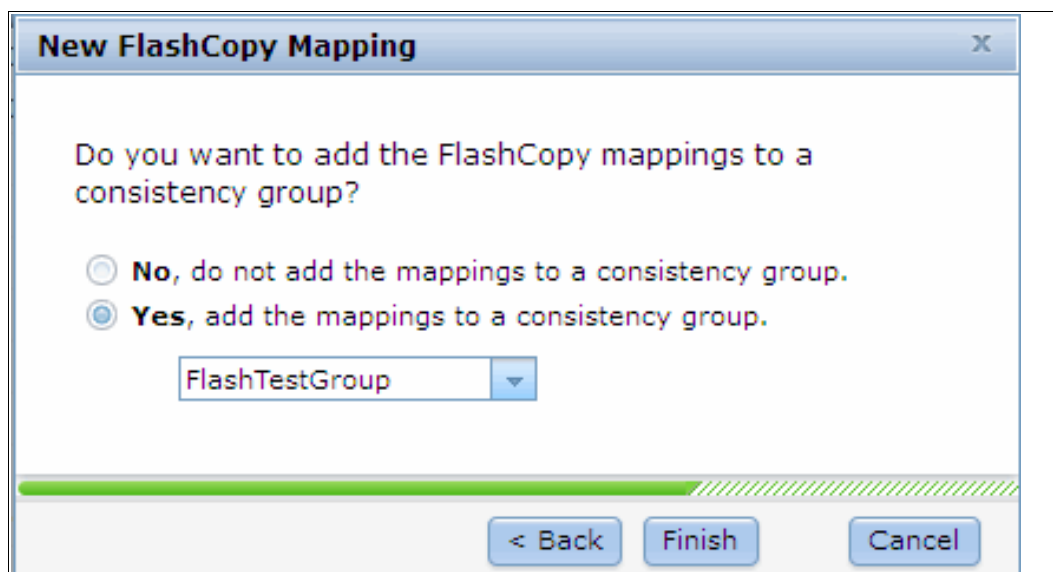 New FlashCopy Mapping
x
Do you want to add the FlashCopy mappings to a
consistency group?
No, do not add the mappings to a consistency group.
Yes, add the mappings to a consistency group.
FlashTestGroup
< Back Finish Cancel